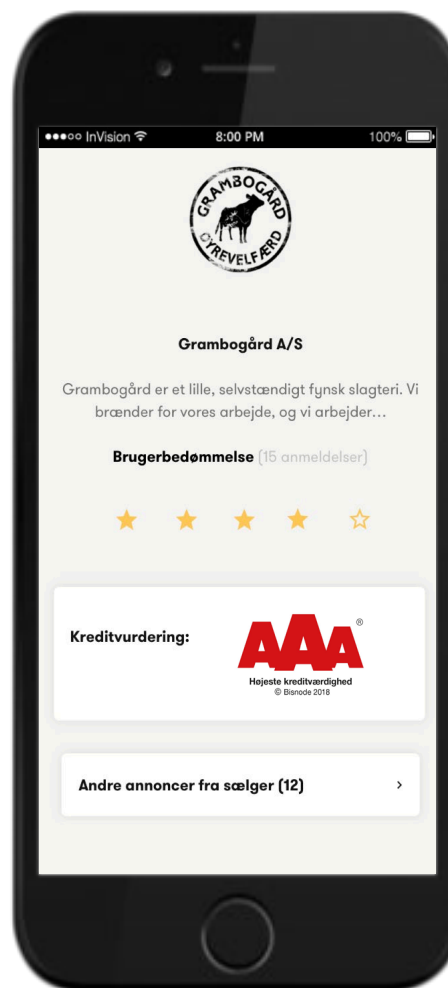 InVision
8:00 PM
100%
GRAMBOGÅRD
DYREVELFÆRD
Grambogård A/S
Grambogård er et lille, selvstændigt fynsk slagteri. Vi
brænder for vores arbejde, og vi arbejder...
Brugerbedømmelse (15 anmeldelser)
Kreditvurdering:
AAA®
Højeste kreditværdighed
© Bisnode 2018
Andre annoncer fra sælger (12) ›